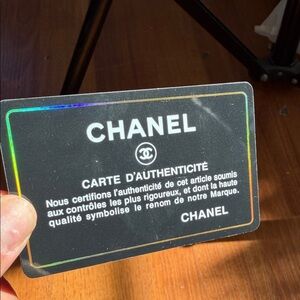 CHANEL
CARTE D'AUTHENTICITÉ
Nous certifions l'authenticité de cet article soumis
aux contrôles les plus rigoureux, et dont la haute
qualité symbolise le renom de notre Marque.
CHANEL